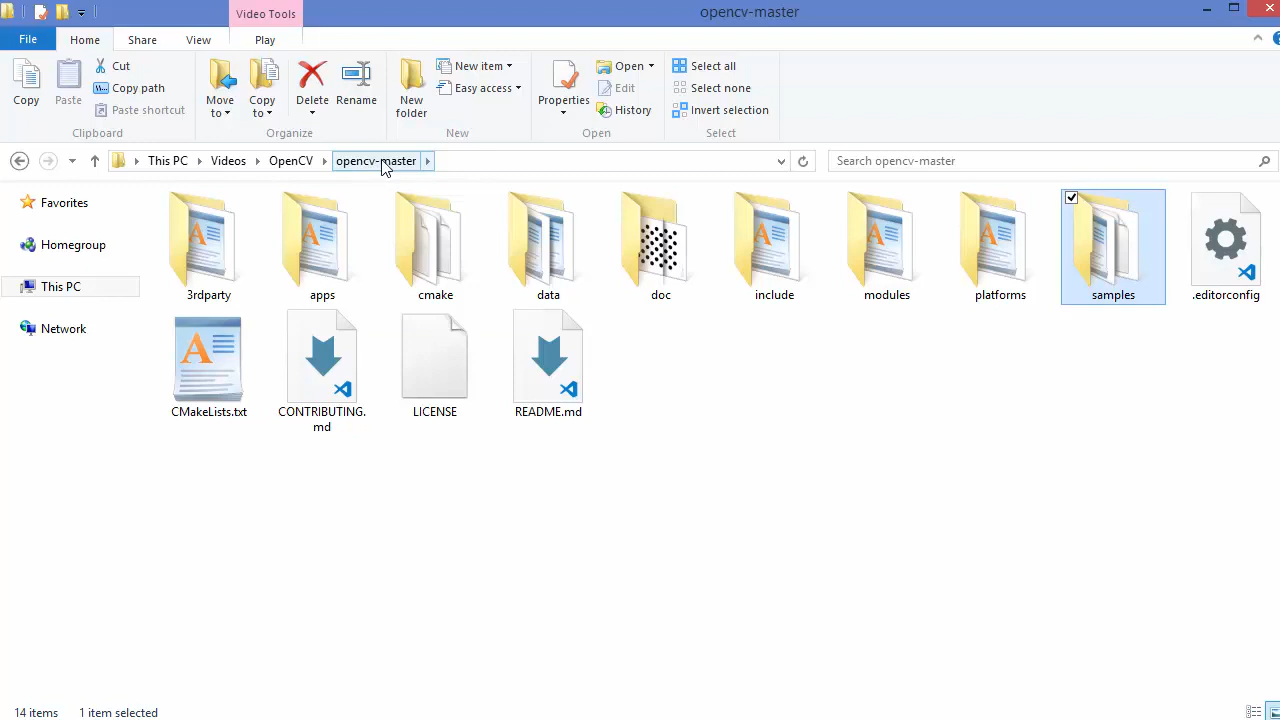 Video Tools
opencv-master
File Home Share View Play
Copy
Paste
Cut
Copy path
Paste shortcut
Move to
Copy to
Delete
Rename
New folder
New item
Easy access
Properties
Open
Edit
History
Select all
Select none
Invert selection
Clipboard
Organize
New
Open
Select
This PC Videos OpenCV opencv-master
Search opencv-master
Favorites
Homegroup
This PC
Network
3rdparty
apps
cmake
data
doc
include
modules
platforms
samples
.editorconfig
CMakeLists.txt
CONTRIBUTING.
md
LICENSE
README.md
14 items 1 item selected